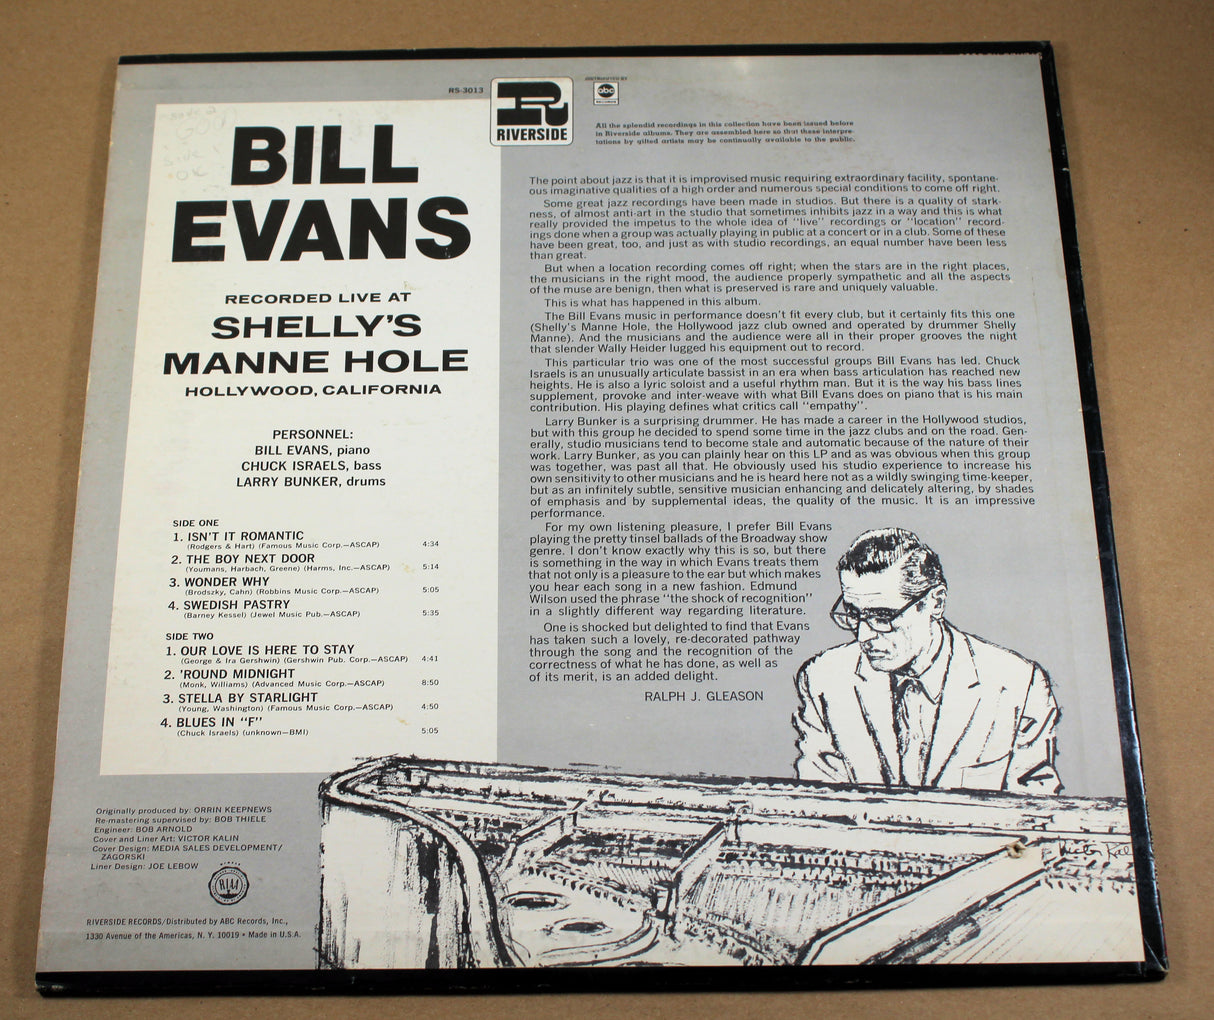 RS-3013
RIVERSIDE
DISTRIBUTED BY
abc
RECORDS
All the splendid recordings in this collection have been issued before
in Riverside albums. They are assembled here so that these interpre-
tations by gifted artists may be continually available to the public.
Side 2
Good
Side 1
OK
BILL
EVANS
RECORDED LIVE AT
SHELLY'S
MANNE HOLE
HOLLYWOOD, CALIFORNIA
PERSONNEL:
BILL EVANS, piano
CHUCK ISRAELS, bass
LARRY BUNKER, drums
SIDE ONE
1. ISN'T IT ROMANTIC
(Rodgers & Hart) (Famous Music Corp.—ASCAP) 4:34
2. THE BOY NEXT DOOR
(Youmans, Harbach, Greene) (Harms, Inc.—ASCAP) 5:14
3. WONDER WHY
(Brodszky, Cahn) (Robbins Music Corp.—ASCAP) 5:05
4. SWEDISH PASTRY
(Barney Kessel) (Jewel Music Pub.—ASCAP) 5:35
SIDE TWO
1. OUR LOVE IS HERE TO STAY
(George & Ira Gershwin) (Gershwin Pub. Corp.—ASCAP) 4:41
2. 'ROUND MIDNIGHT
(Monk, Williams) (Advanced Music Corp.—ASCAP) 8:50
3. STELLA BY STARLIGHT
(Young, Washington) (Famous Music Corp.—ASCAP) 4:50
4. BLUES IN "F"
(Chuck Israels) (unknown—BMI) 5:05
The point about jazz is that it is improvised music requiring extraordinary facility, spontane-
ous imaginative qualities of a high order and numerous special conditions to come off right.
Some great jazz recordings have been made in studios. But there is a quality of stark-
ness, of almost anti-art in the studio that sometimes inhibits jazz in a way and this is what
really provided the impetus to the whole idea of "live" recordings or "location" record-
ings done when a group was actually playing in public at a concert or in a club. Some of these
have been great, too, and just as with studio recordings, an equal number have been less
than great.
But when a location recording comes off right; when the stars are in the right places,
the musicians in the right mood, the audience properly sympathetic and all the aspects
of the muse are benign, then what is preserved is rare and uniquely valuable.
This is what has happened in this album.
The Bill Evans music in performance doesn't fit every club, but it certainly fits this one
(Shelly's Manne Hole, the Hollywood jazz club owned and operated by drummer Shelly
Manne). And the musicians and the audience were all in their proper grooves the night
that slender Wally Heider lugged his equipment out to record.
This particular trio was one of the most successful groups Bill Evans has led. Chuck
Israels is an unusually articulate bassist in an era when bass articulation has reached new
heights. He is also a lyric soloist and a useful rhythm man. But it is the way his bass lines
supplement, provoke and inter-weave with what Bill Evans does on piano that is his main
contribution. His playing defines what critics call "empathy".
Larry Bunker is a surprising drummer. He has made a career in the Hollywood studios,
but with this group he decided to spend some time in the jazz clubs and on the road. Gen-
erally, studio musicians tend to become stale and automatic because of the nature of their
work. Larry Bunker, as you can plainly hear on this LP and as was obvious when this group
was together, was past all that. He obviously used his studio experience to increase his
own sensitivity to other musicians and he is heard here not as a wildly swinging time-keeper,
but as an infinitely subtle, sensitive musician enhancing and delicately altering, by shades
of emphasis and by supplemental ideas, the quality of the music. It is an impressive
performance.
For my own listening pleasure, I prefer Bill Evans
playing the pretty tinsel ballads of the Broadway show
genre. I don't know exactly why this is so, but there
is something in the way in which Evans treats them
that not only is a pleasure to the ear but which makes
you hear each song in a new fashion. Edmund
Wilson used the phrase "the shock of recognition"
in a slightly different way regarding literature.
One is shocked but delighted to find that Evans
has taken such a lovely, re-decorated pathway
through the song and the recognition of the
correctness of what he has done, as well as
of its merit, is an added delight.
RALPH J. GLEASON
Originally produced by: ORRIN KEEPNEWS
Re-mastering supervised by: BOB THIELE
Engineer: BOB ARNOLD
Cover and Liner Art: VICTOR KALIN
Cover Design: MEDIA SALES DEVELOPMENT/
ZAGORSKI
Liner Design: JOE LEBOW
RIVERSIDE RECORDS/Distributed by ABC Records, Inc.,
1330 Avenue of the Americas, N. Y. 10019 • Made in U.S.A.